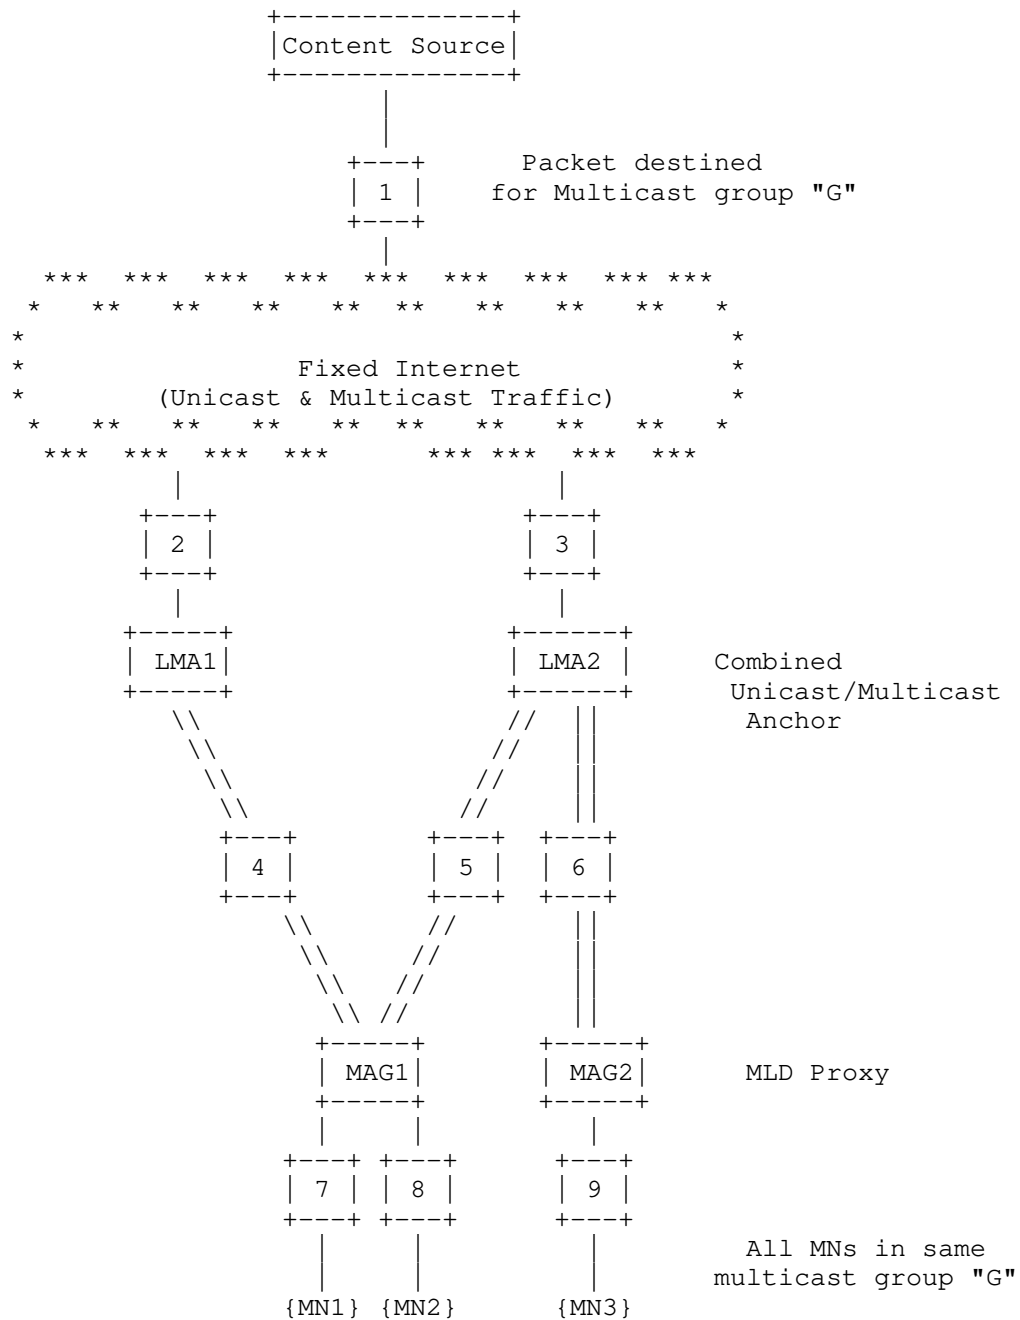 Content Source
Packet destined
1 for Multicast group "G"
Fixed Internet
(Unicast & Multicast Traffic)
2 3
LMA1 LMA2 Combined
Unicast/Multicast
Anchor
4 5 6
MAG1 MAG2 MLD Proxy
7 8 9
All MNs in same
multicast group "G"
{MN1} {MN2} {MN3}